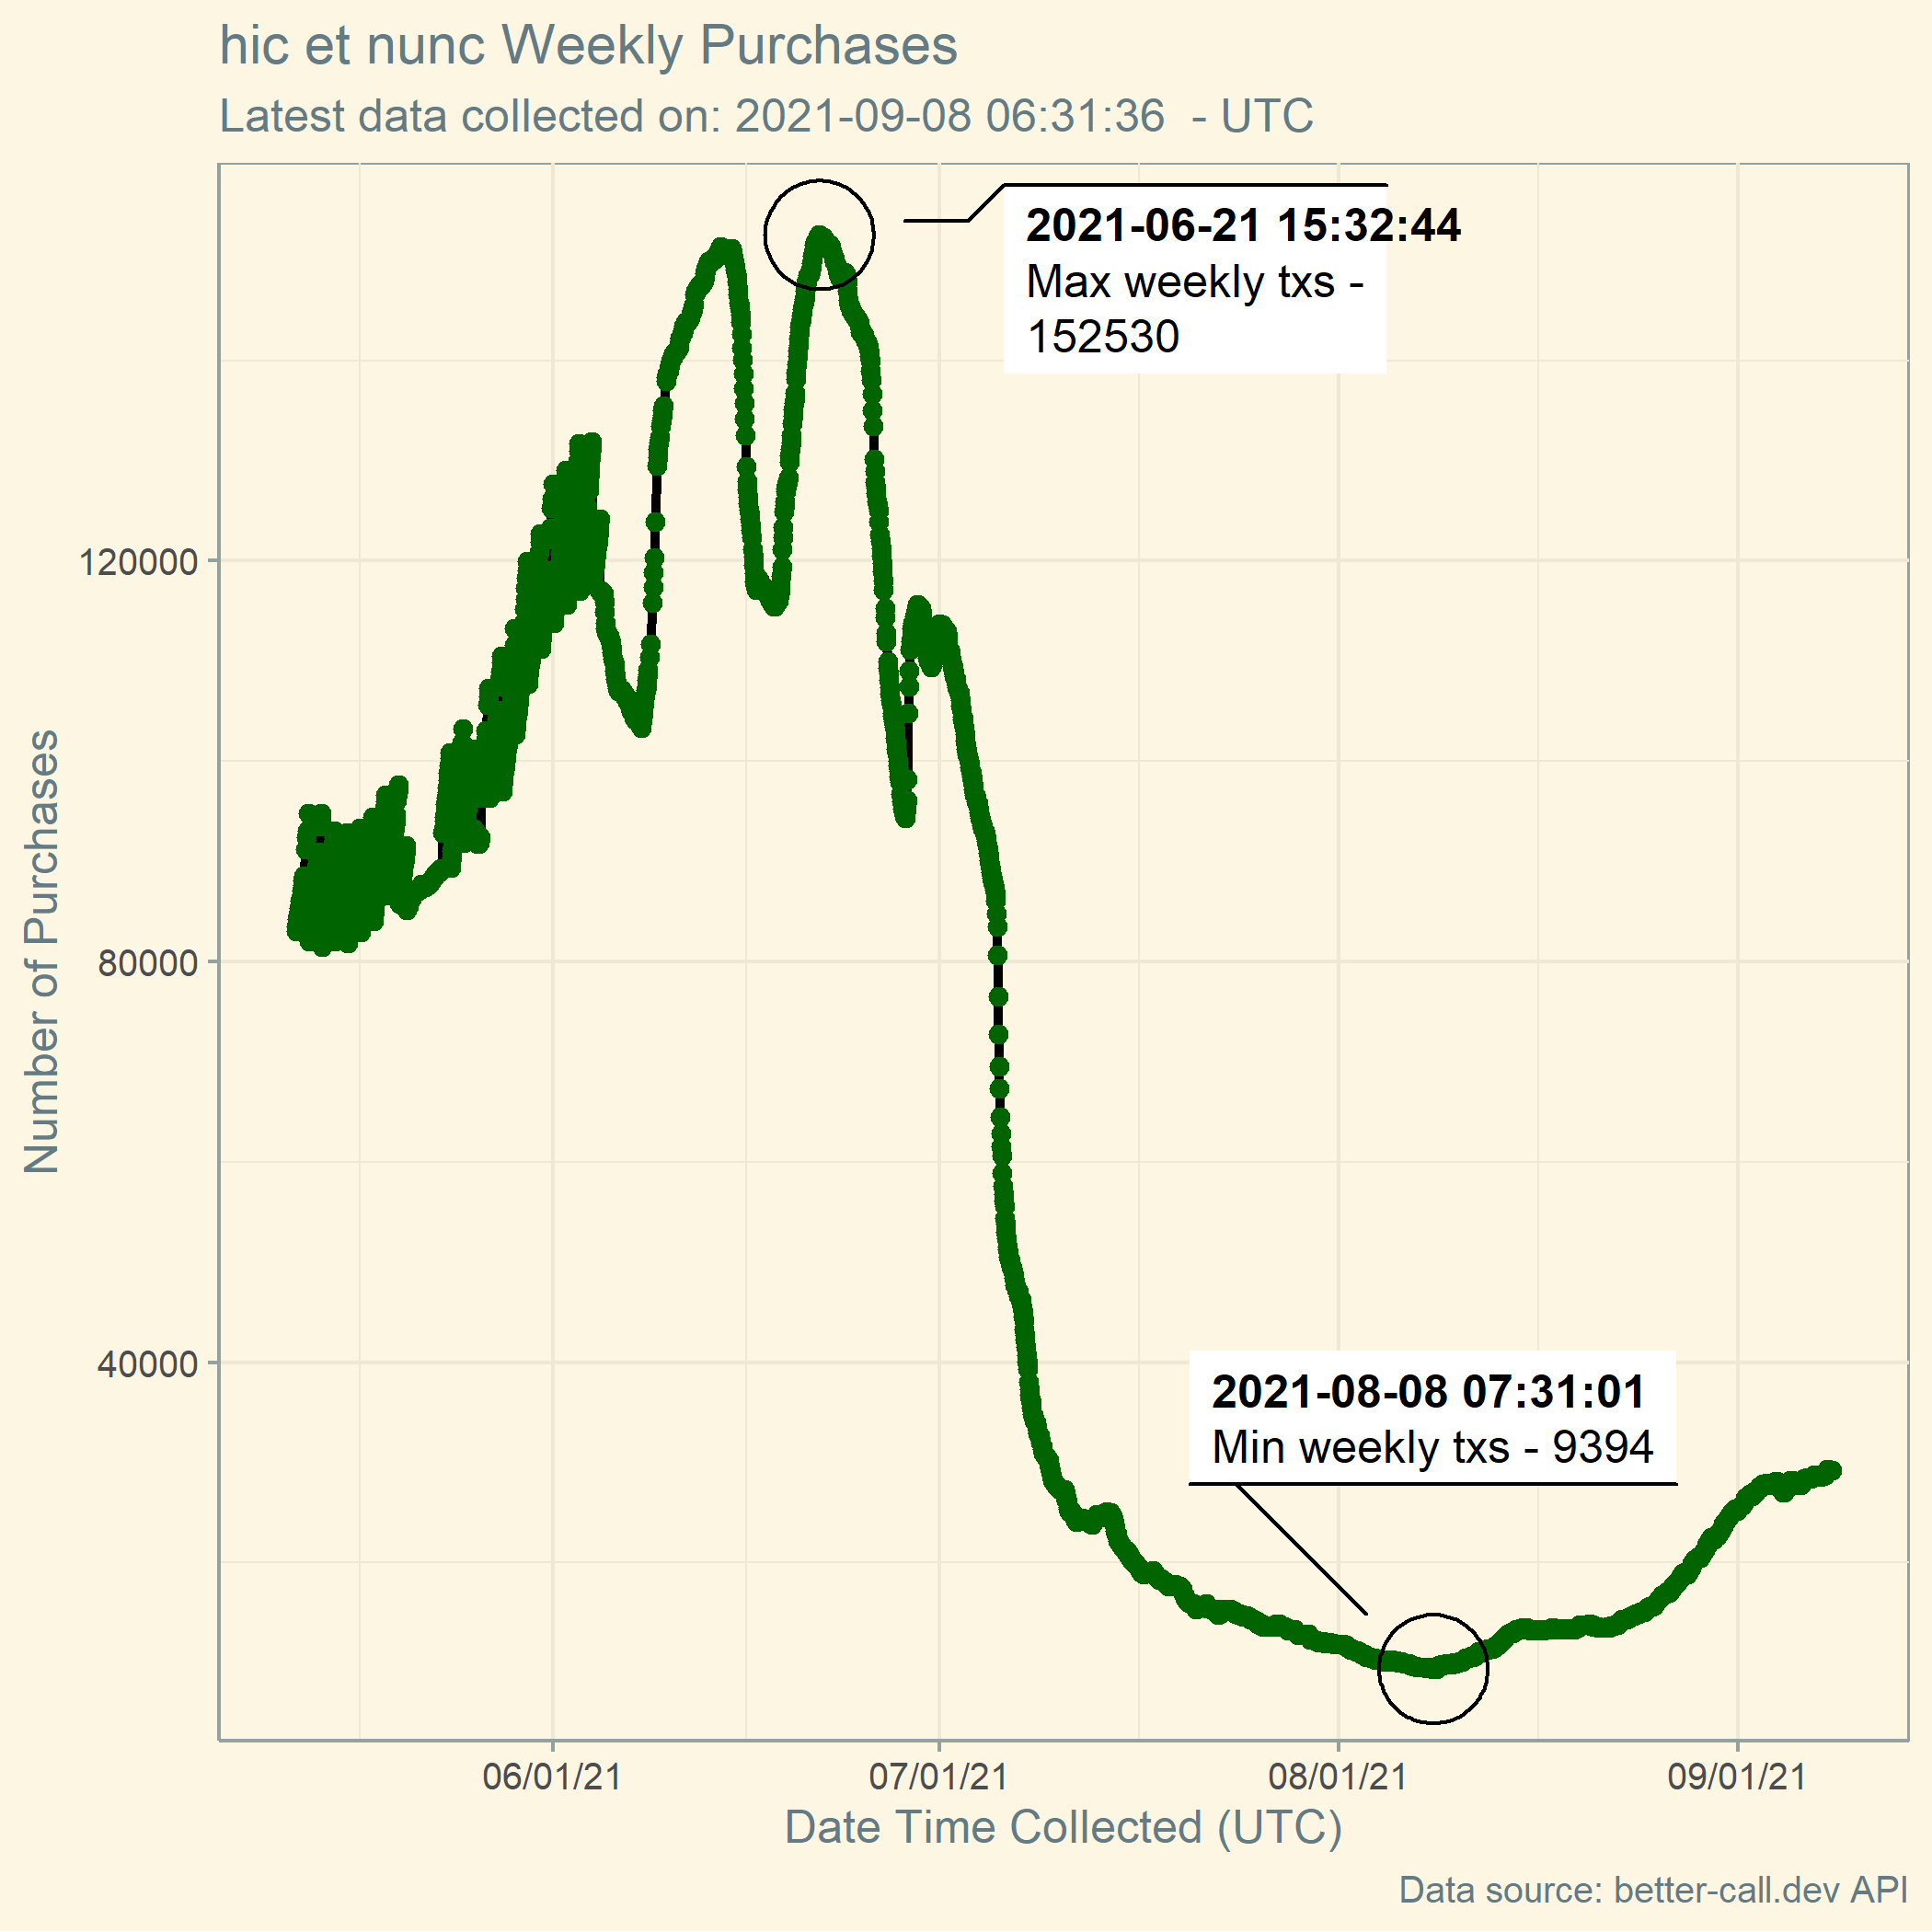 hic et nunc Weekly Purchases
Latest data collected on: 2021-09-08 06:31:36  - UTC
2021-06-21 15:32:44
Max weekly txs -
152530
120000
80000
40000
Number of Purchases
2021-08-08 07:31:01
Min weekly txs - 9394
06/01/21 07/01/21 08/01/21 09/01/21
Date Time Collected (UTC)
Data source: better-call.dev API